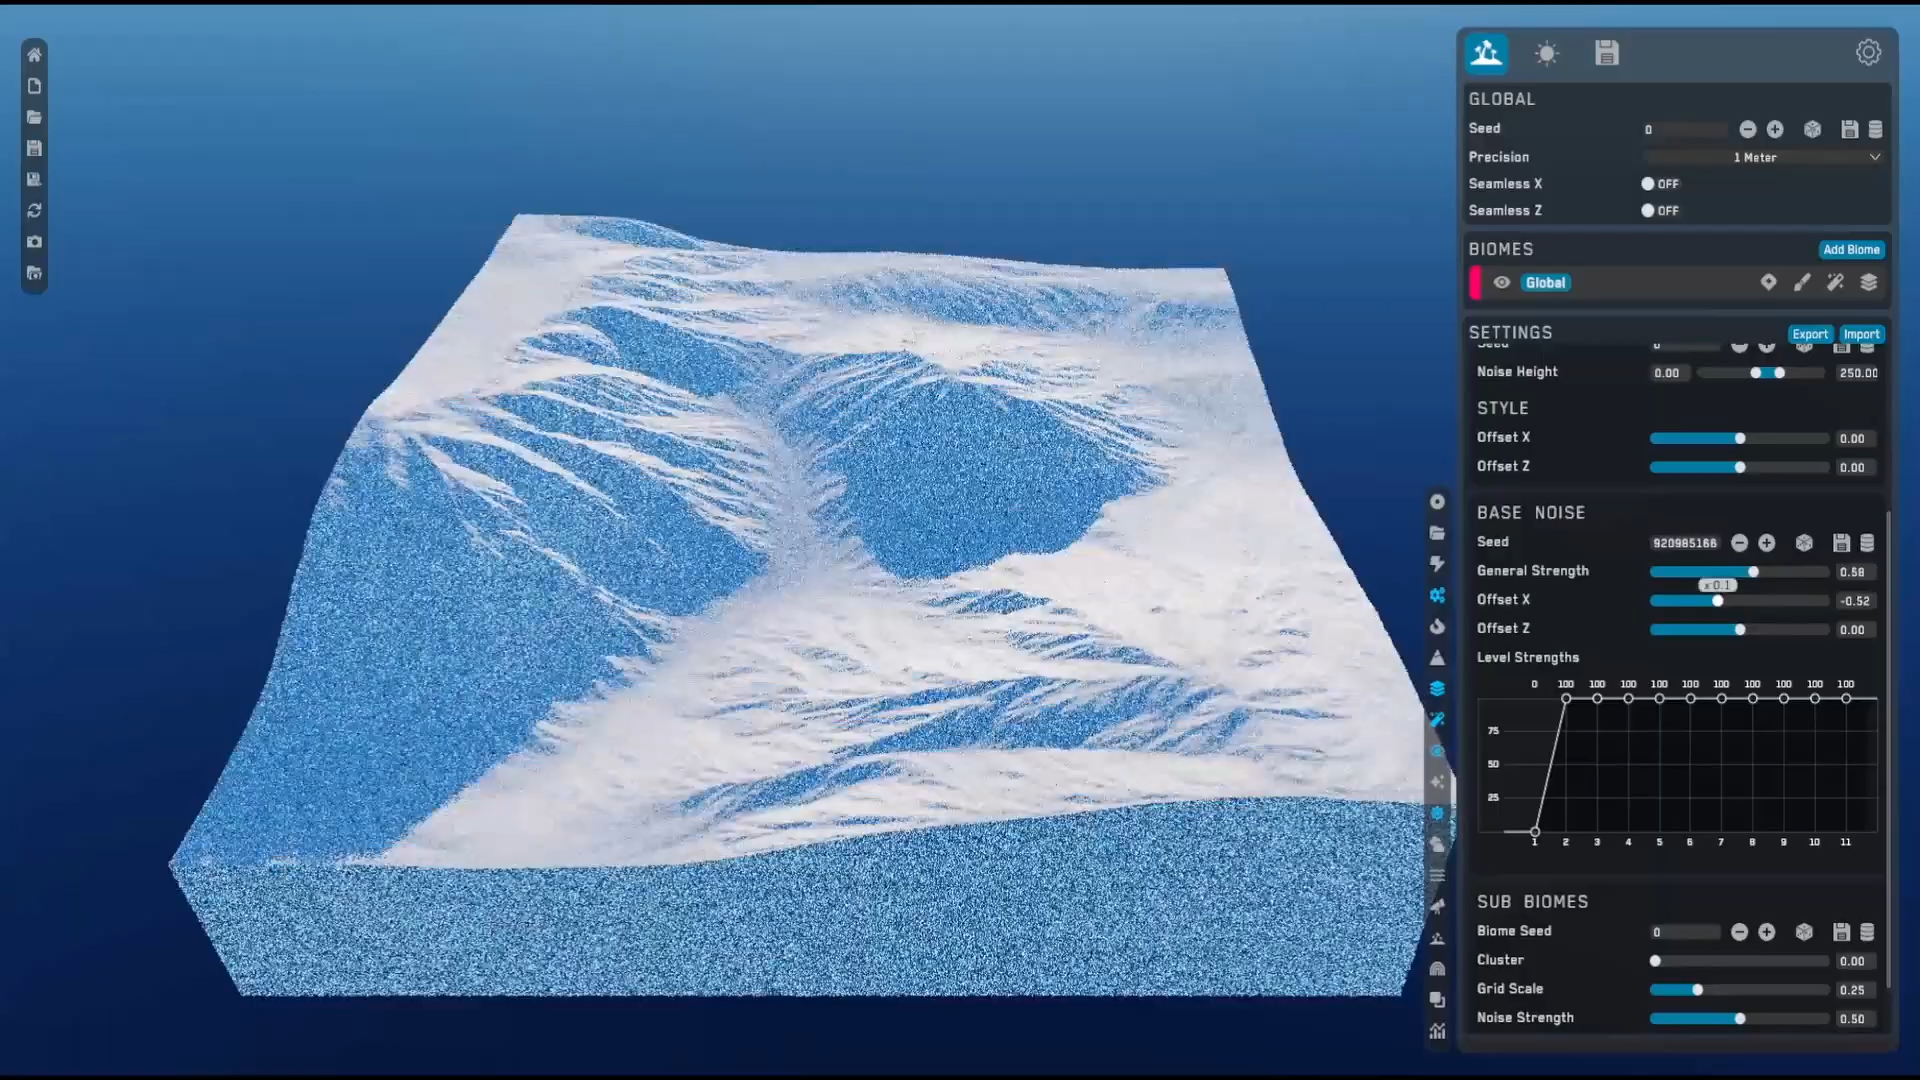 GLOBAL
Seed 0
Precision 1 Meter
Seamless X OFF
Seamless Z OFF
BIOMES Add Biome
Global
SETTINGS Export Import
Seed 0
Noise Height 0.00 250.00
STYLE
Offset X 0.00
Offset Z 0.00
BASE NOISE
Seed 920985166
General Strength 0.58
x 0.1
Offset X -0.52
Offset Z 0.00
Level Strengths
0 100 100 100 100 100 100 100 100 100 100
75
50
25
1 2 3 4 5 6 7 8 9 10 11
SUB BIOMES
Biome Seed 0
Cluster 0.00
Grid Scale 0.25
Noise Strength 0.50